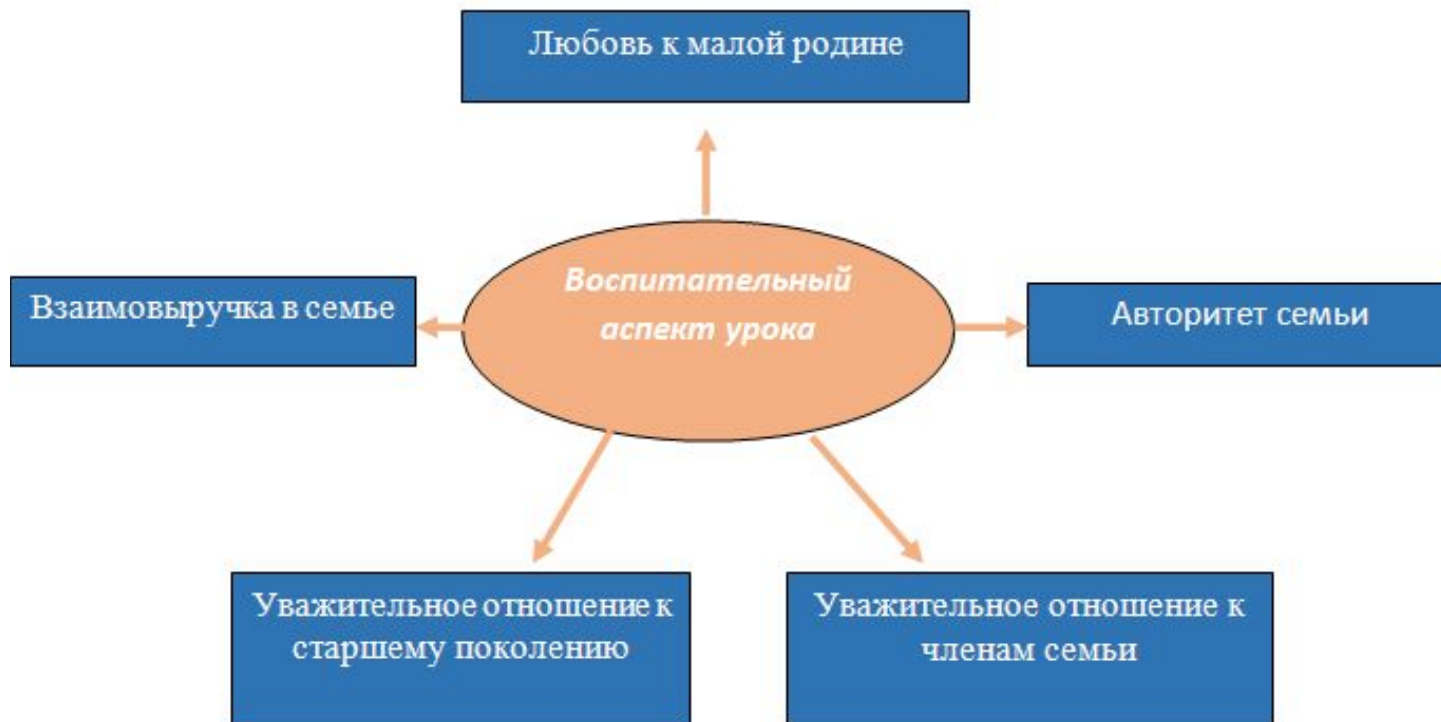 Любовь к малой родине
Воспитательный
аспект урока
Взаимовыручка в семье
Авторитет семьи
Уважительное отношение к
старшему поколению
Уважительное отношение к
членам семьи